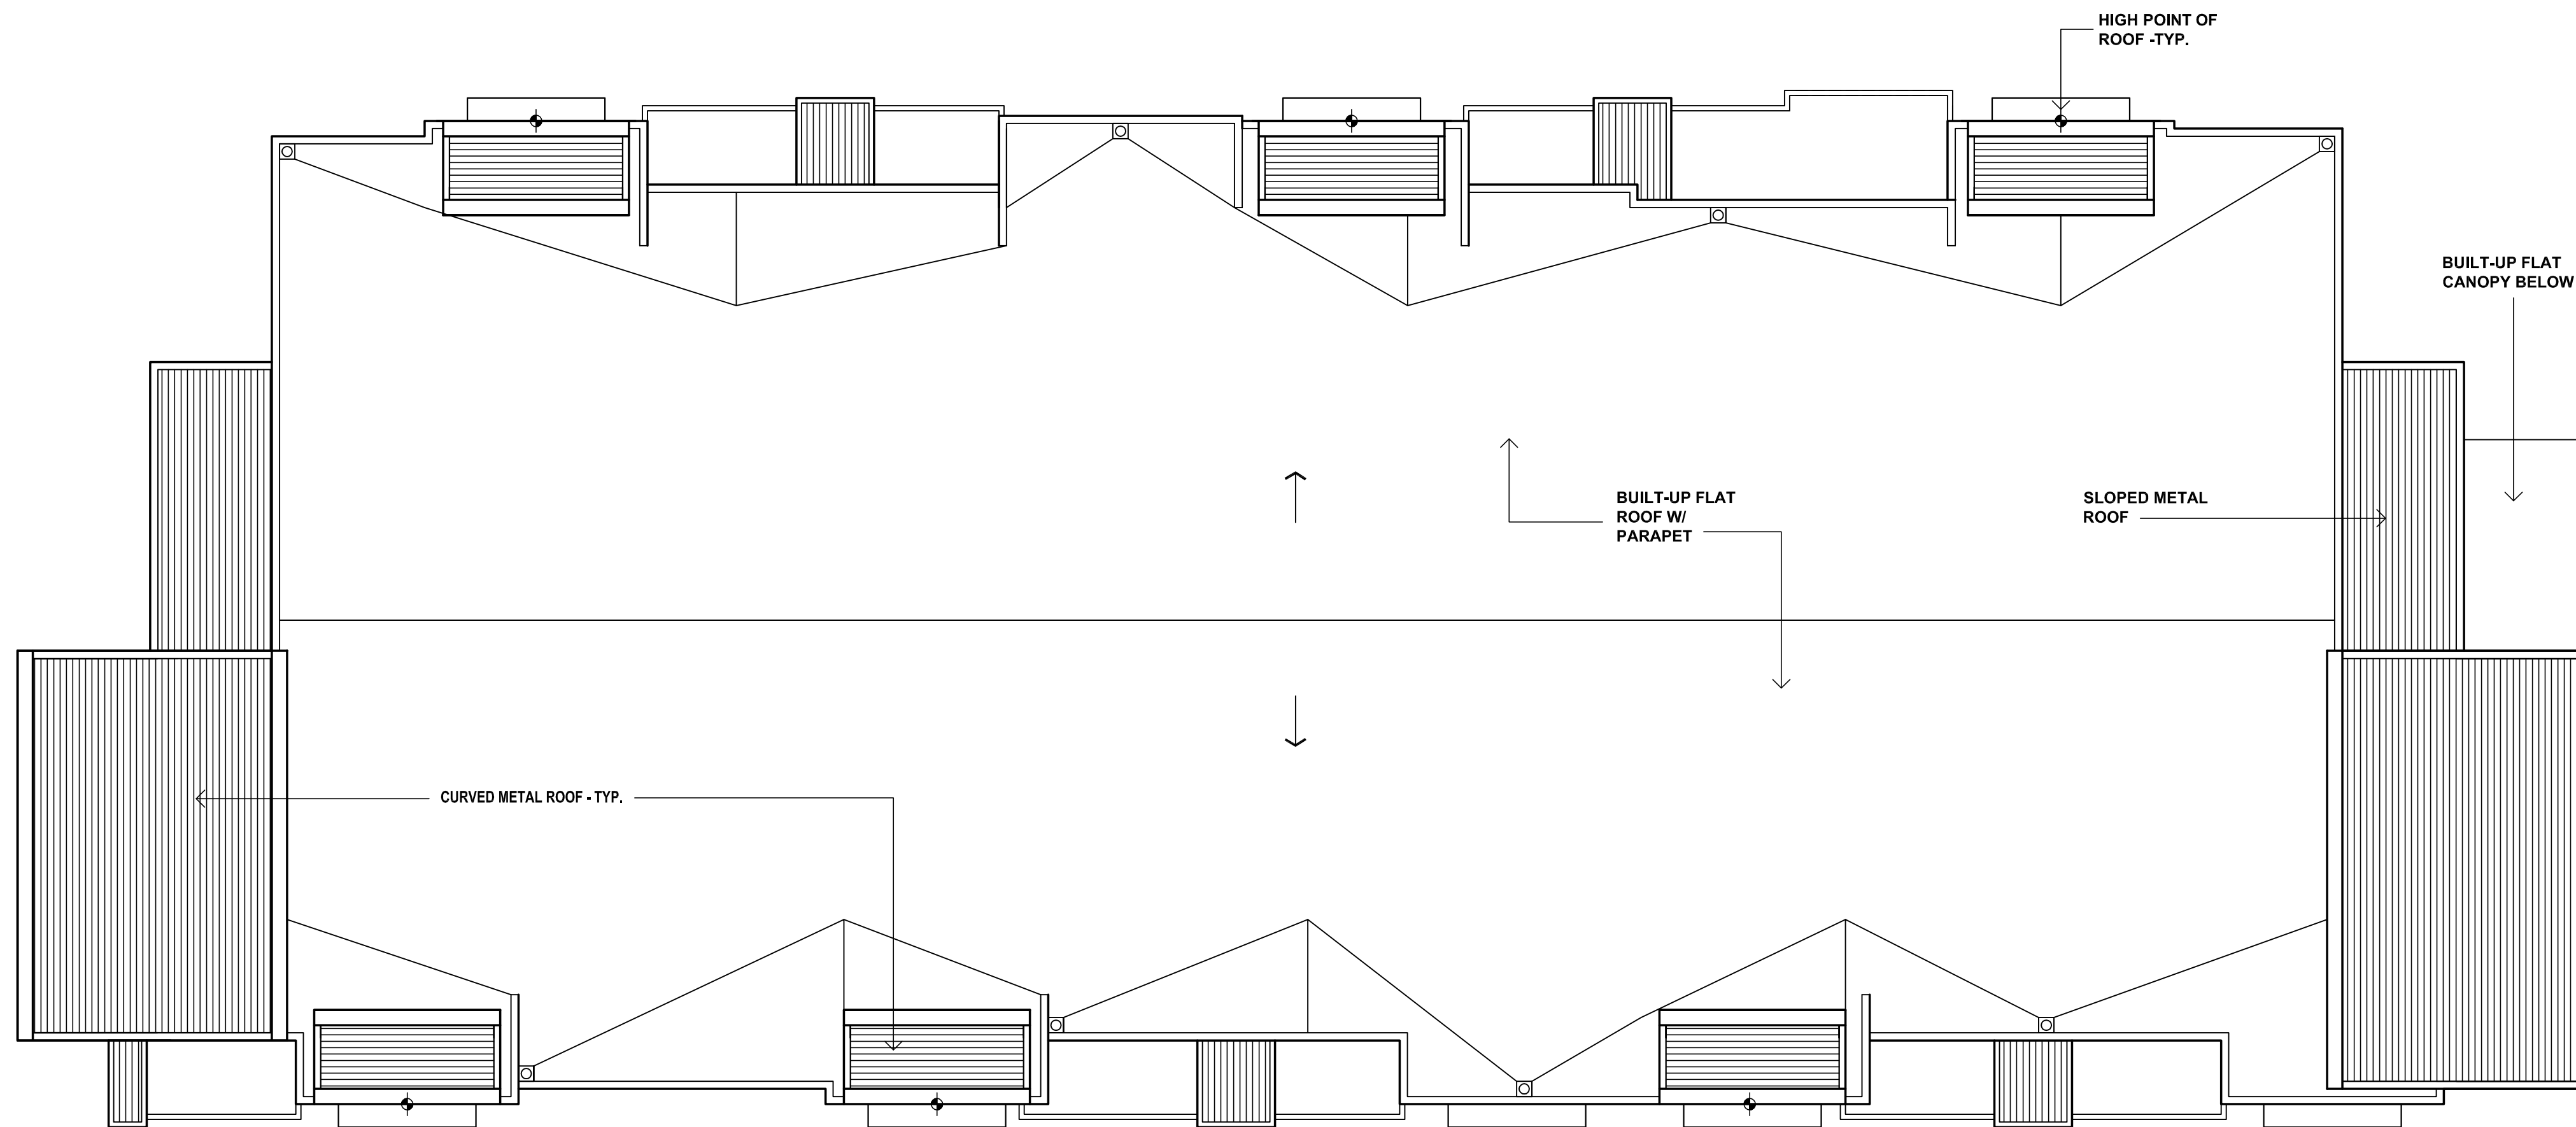 HIGH POINT OF
ROOF -TYP.
BUILT-UP FLAT
CANOPY BELOW
BUILT-UP FLAT
ROOF W/
PARAPET
SLOPED METAL
ROOF
CURVED METAL ROOF - TYP.